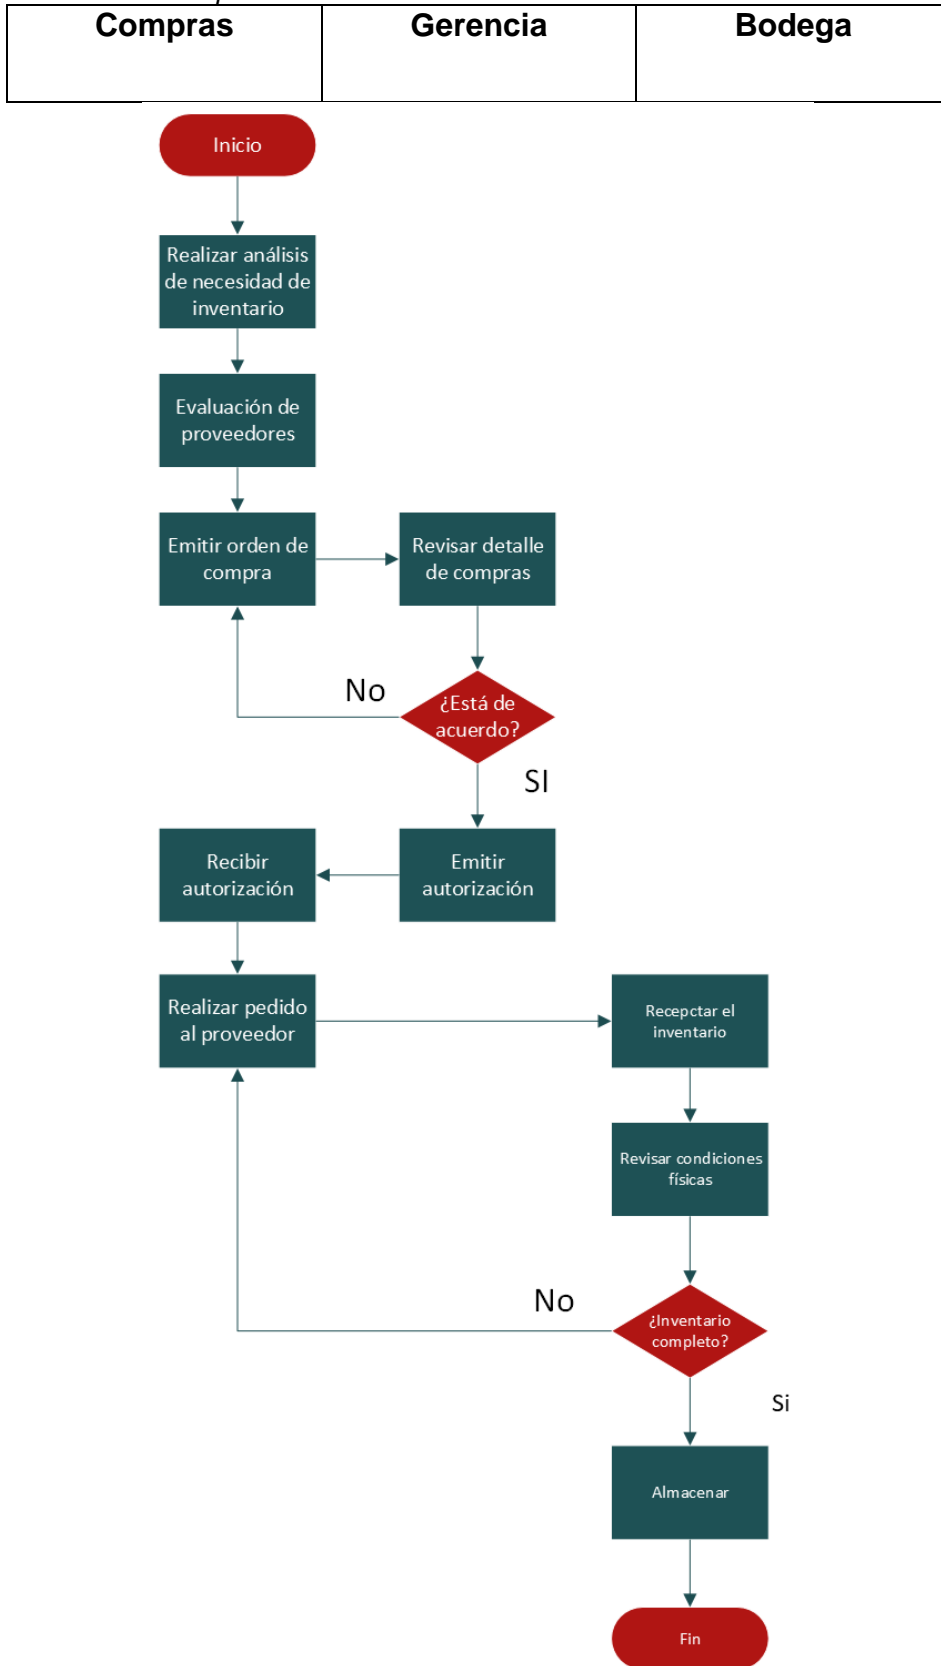 Compras
Gerencia
Bodega
Inicio
Realizar análisis
de necesidad de
inventario
Evaluación de
proveedores
Emitir orden de
compra
Revisar detalle
de compras
No
¿Está de
acuerdo?
SI
Recibir
autorización
Emitir
autorización
Realizar pedido
al proveedor
Recepctar el
inventario
Revisar condiciones
físicas
No
¿Inventario
completo?
Si
Almacenar
Fin